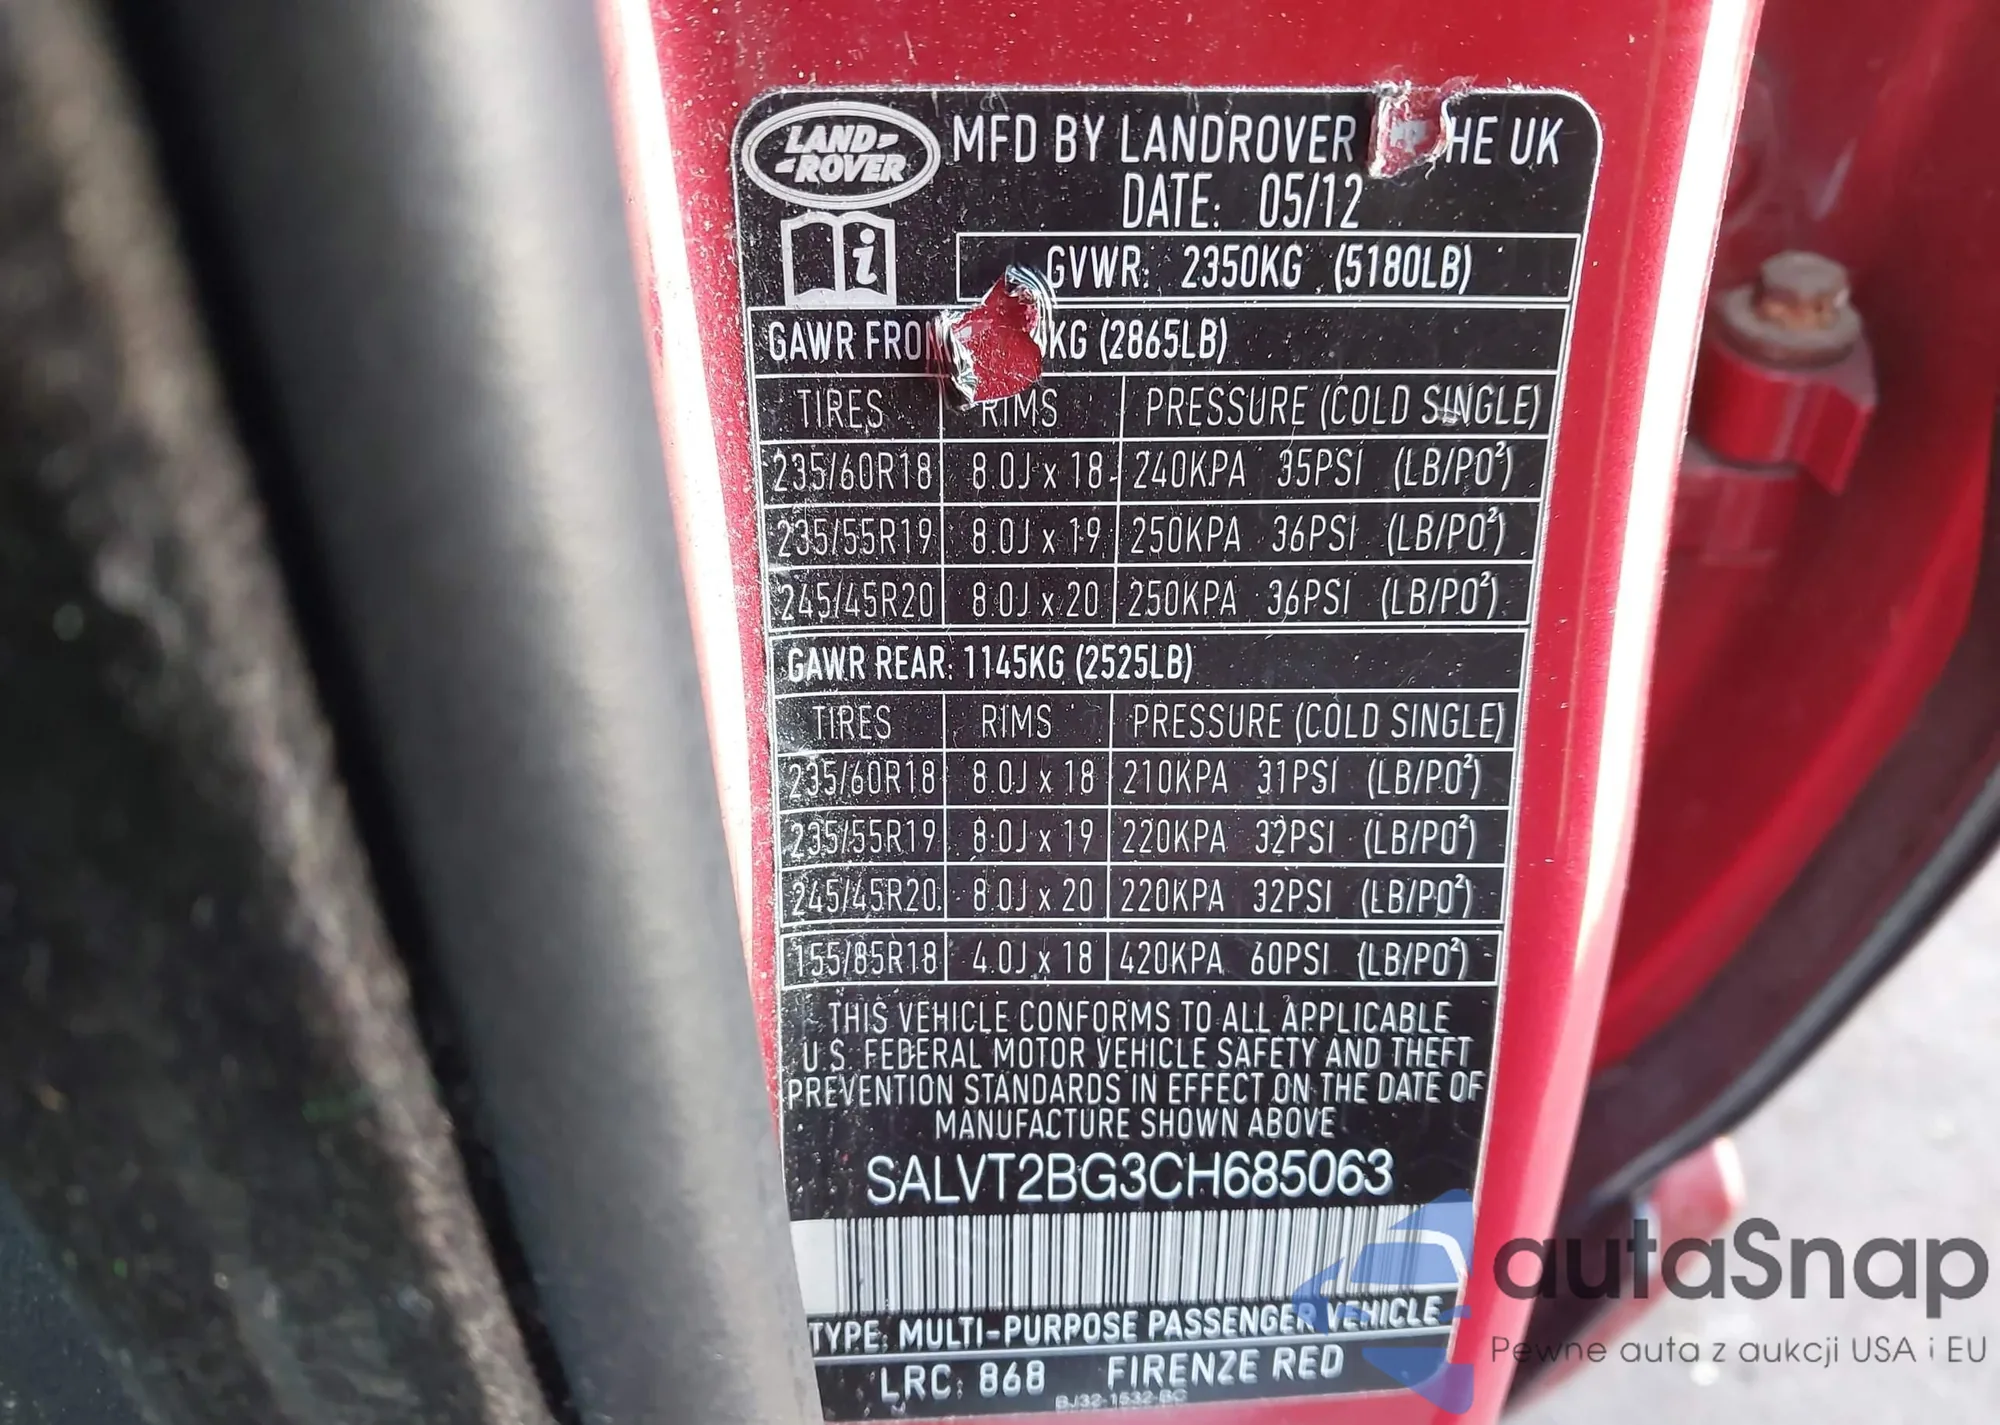 LAND ROVER
MFD BY LANDROVER HE UK
DATE: 05/12
GVWR: 2350KG (5180LB)
GAWR KG (2865LB)
TIRES RIMS PRESSURE (COLD SINGLE)
235/60R18 8.0J x 18 240KPA 35PSI (LB/PO²)
235/55R19 8.0J x 19 250KPA 36PSI (LB/PO²)
245/45R20 8.0J x 20 250KPA 36PSI (LB/PO²)
GAWR REAR: 1145KG (2525LB)
TIRES RIMS PRESSURE (COLD SINGLE)
235/60R18 8.0J x 18 210KPA 31PSI (LB/PO²)
235/55R19 8.0J x 19 220KPA 32PSI (LB/PO²)
245/45R20 8.0J x 20 220KPA 32PSI (LB/PO²)
155/85R18 4.0J x 18 420KPA 60PSI (LB/PO²)
THIS VEHICLE CONFORMS TO ALL APPLICABLE
U.S. FEDERAL MOTOR VEHICLE SAFETY AND THEFT
PREVENTION STANDARDS IN EFFECT ON THE DATE OF
MANUFACTURE SHOWN ABOVE
SALVT2BG3CH685063
TYPE: MULTI-PURPOSE PASSENGER VEHICLE
LRC: 868 FIRENZE RED
BJ32-1532-BC
autaSnap
Pewne auta z aukcji USA i EU